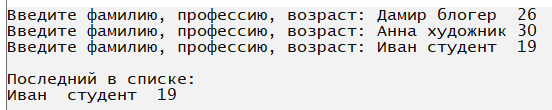 Введите фамилию, профессию, возраст: Дамир блогер  26
Введите фамилию, профессию, возраст: Анна художник 30
Введите фамилию, профессию, возраст: Иван студент  19

Последний в списке:
Иван  студент  19